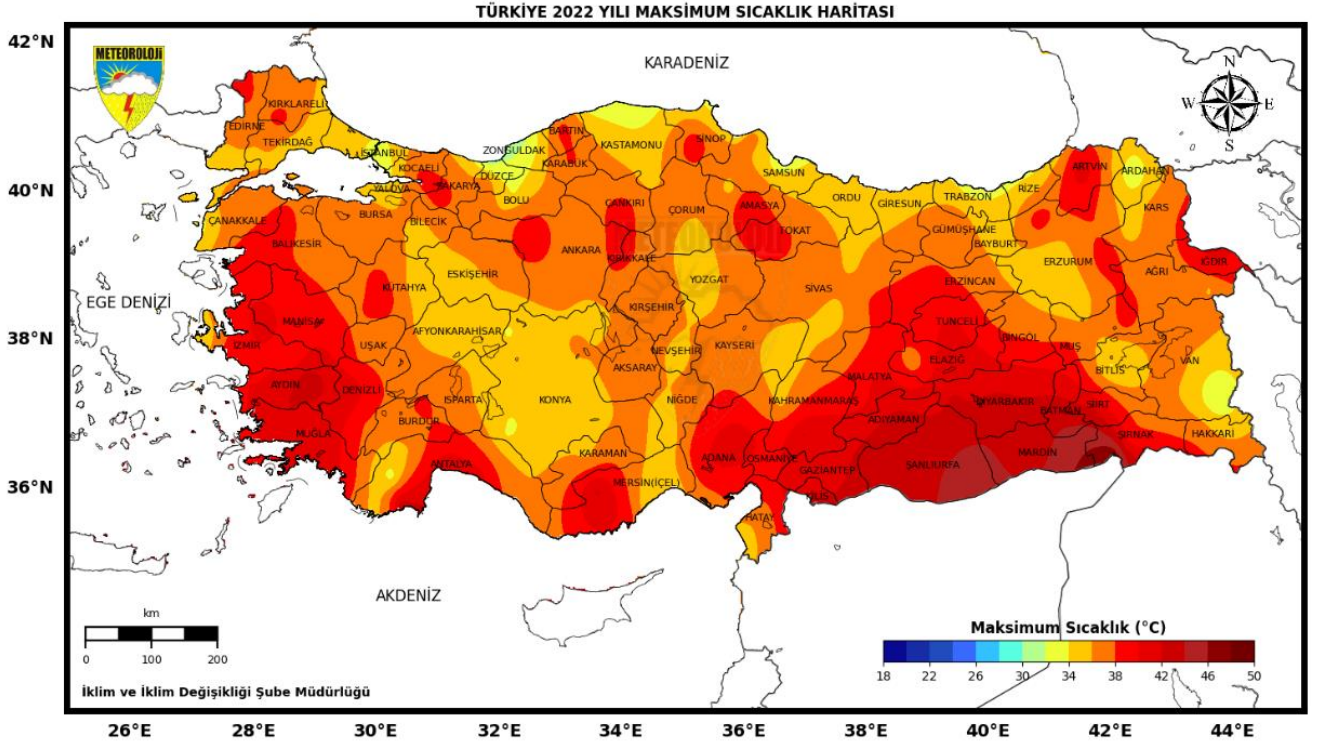 TÜRKİYE 2022 YILI MAKSİMUM SICAKLIK HARİTASI
42°N
40°N
38°N
36°N
METEOROLOJİ
KARADENİZ
N
W
E
S
KIRKLARELİ
EDİRNE
TEKİRDAĞ
İSTANBUL
KOCAELİ
YALOVA
SAKARYA
DÜZCE
ZONGULDAK
BARTIN
KARABÜK
KASTAMONU
SİNOP
SAMSUN
BOLU
ÇANAKKALE
BURSA
BİLECİK
ÇANKIRI
ÇORUM
AMASYA
TOKAT
ORDU
GİRESUN
TRABZON
RİZE
ARTVİN
ARDAHAN
KARS
GÜMÜŞHANE
BAYBURT
BALIKESİR
ESKİŞEHİR
ANKARA
KIRIKKALE
YOZGAT
SİVAS
ERZİNCAN
ERZURUM
AĞRI
IĞDIR
EGE DENİZİ
KÜTAHYA
KIRŞEHİR
MANİSA
AFYONKARAHİSAR
TUNCELİ
BİNGÖL
MUŞ
İZMİR
UŞAK
NEVŞEHİR
KAYSERİ
ELAZIĞ
VAN
BİTLİS
AKSARAY
MALATYA
AYDIN
DENİZLİ
ISPARTA
KONYA
NİĞDE
KAHRAMANMARAŞ
DİYARBAKIR
BATMAN
SİİRT
BURDUR
ADIYAMAN
MUĞLA
ŞIRNAK
HAKKARİ
ANTALYA
KARAMAN
ADANA
OSMANİYE
GAZİANTEP
ŞANLIURFA
MARDİN
MERSİN(İÇEL)
KİLİS
HATAY
AKDENİZ
km
0 100 200
İklim ve İklim Değişikliği Şube Müdürlüğü
Maksimum Sıcaklık (°C)
18 22 26 30 34 38 42 46 50
26°E 28°E 30°E 32°E 34°E 36°E 38°E 40°E 42°E 44°E